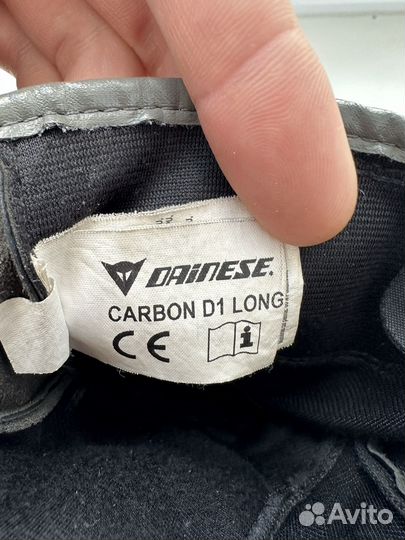 DAINESE.
CARBON D1 LONG
CE
i
Avito